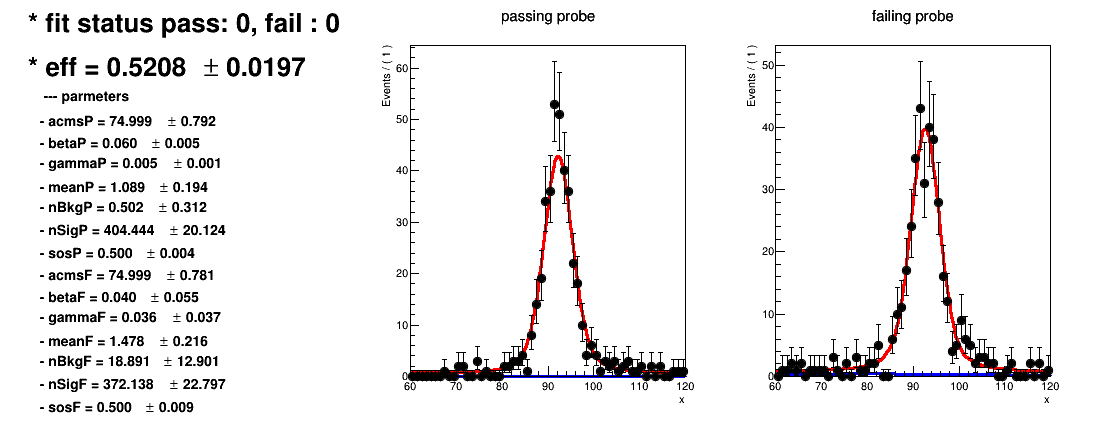 * fit status pass: 0, fail : 0
* eff = 0.5208 ± 0.0197
--- parmeters
- acmsP = 74.999 ± 0.792
- betaP = 0.060 ± 0.005
- gammaP = 0.005 ± 0.001
- meanP = 1.089 ± 0.194
- nBkgP = 0.502 ± 0.312
- nSigP = 404.444 ± 20.124
- sosP = 0.500 ± 0.004
- acmsF = 74.999 ± 0.781
- betaF = 0.040 ± 0.055
- gammaF = 0.036 ± 0.037
- meanF = 1.478 ± 0.216
- nBkgF = 18.891 ± 12.901
- nSigF = 372.138 ± 22.797
- sosF = 0.500 ± 0.009
passing probe
Events / ( 1 )
60
50
40
30
20
10
0
60 70 80 90 100 110 120
x
failing probe
Events / ( 1 )
50
40
30
20
10
0
60 70 80 90 100 110 120
x